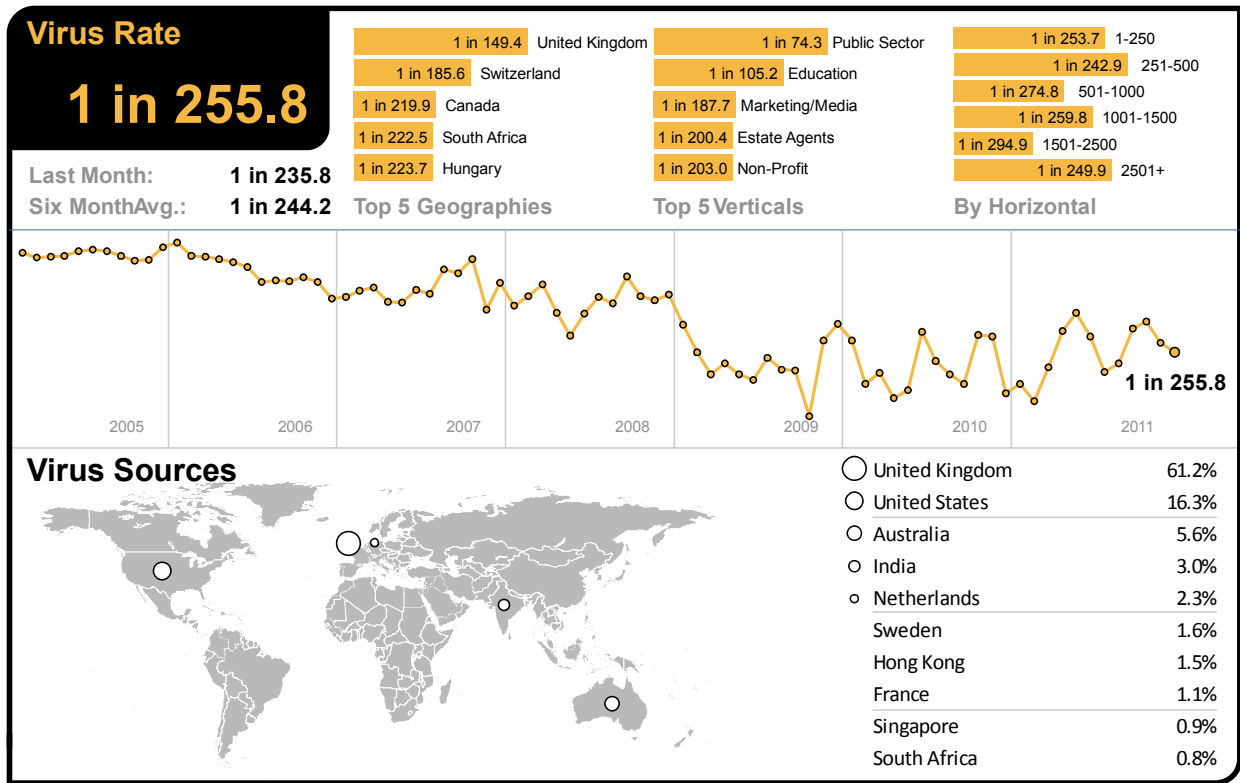 Virus Rate
1 in 255.8
Last Month: 1 in 235.8
Six MonthAvg.: 1 in 244.2
1 in 149.4 United Kingdom
1 in 185.6 Switzerland
1 in 219.9 Canada
1 in 222.5 South Africa
1 in 223.7 Hungary
Top 5 Geographies
1 in 74.3 Public Sector
1 in 105.2 Education
1 in 187.7 Marketing/Media
1 in 200.4 Estate Agents
1 in 203.0 Non-Profit
Top 5 Verticals
1 in 253.7 1-250
1 in 242.9 251-500
1 in 274.8 501-1000
1 in 259.8 1001-1500
1 in 294.9 1501-2500
1 in 249.9 2501+
By Horizontal
1 in 255.8
2005 2006 2007 2008 2009 2010 2011
Virus Sources
United Kingdom 61.2%
United States 16.3%
Australia 5.6%
India 3.0%
Netherlands 2.3%
Sweden 1.6%
Hong Kong 1.5%
France 1.1%
Singapore 0.9%
South Africa 0.8%